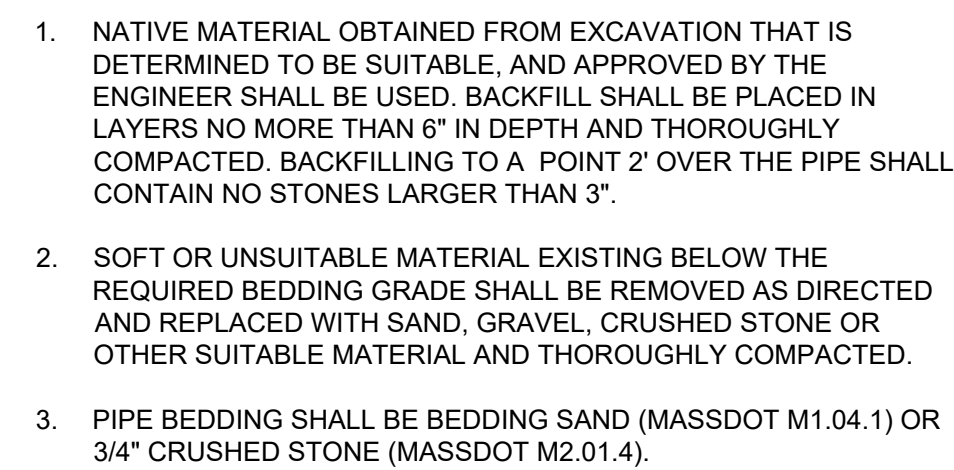 1. NATIVE MATERIAL OBTAINED FROM EXCAVATION THAT IS
DETERMINED TO BE SUITABLE, AND APPROVED BY THE
ENGINEER SHALL BE USED. BACKFILL SHALL BE PLACED IN
LAYERS NO MORE THAN 6" IN DEPTH AND THOROUGHLY
COMPACTED. BACKFILLING TO A POINT 2' OVER THE PIPE SHALL
CONTAIN NO STONES LARGER THAN 3".
2. SOFT OR UNSUITABLE MATERIAL EXISTING BELOW THE
REQUIRED BEDDING GRADE SHALL BE REMOVED AS DIRECTED
AND REPLACED WITH SAND, GRAVEL, CRUSHED STONE OR
OTHER SUITABLE MATERIAL AND THOROUGHLY COMPACTED.
3. PIPE BEDDING SHALL BE BEDDING SAND (MASSDOT M1.04.1) OR
3/4" CRUSHED STONE (MASSDOT M2.01.4).